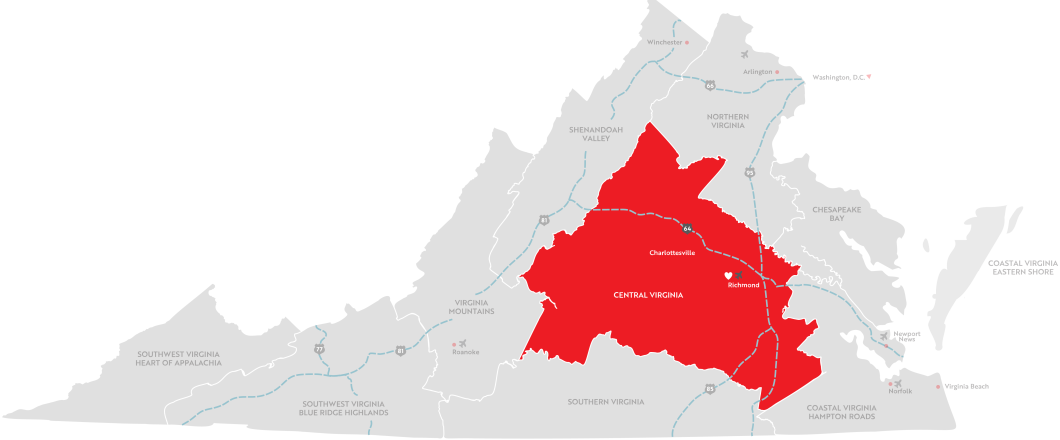 Winchester
Arlington
Washington, D.C.
66
NORTHERN
VIRGINIA
SHENANDOAH
VALLEY
95
CHESAPEAKE
BAY
81
64
Charlottesville
COASTAL VIRGINIA
EASTERN SHORE
Richmond
CENTRAL VIRGINIA
VIRGINIA
MOUNTAINS
Newport
News
77
81
Roanoke
SOUTHWEST VIRGINIA
HEART OF APPALACHIA
85
Norfolk
Virginia Beach
SOUTHWEST VIRGINIA
BLUE RIDGE HIGHLANDS
SOUTHERN VIRGINIA
COASTAL VIRGINIA
HAMPTON ROADS